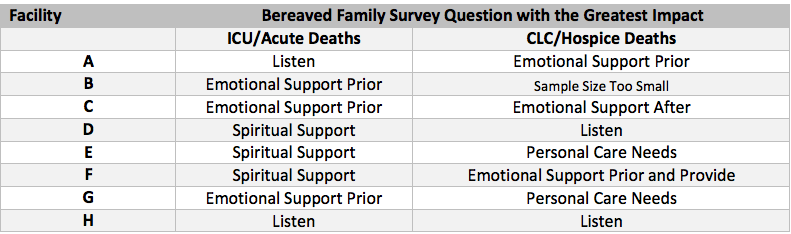 Facility Bereaved Family Survey Question with the Greatest Impact
ICU/Acute Deaths CLC/Hospice Deaths
A Listen Emotional Support Prior
B Emotional Support Prior Sample Size Too Small
C Emotional Support Prior Emotional Support After
D Spiritual Support Listen
E Spiritual Support Personal Care Needs
F Spiritual Support Emotional Support Prior and Provide
G Emotional Support Prior Personal Care Needs
H Listen Listen